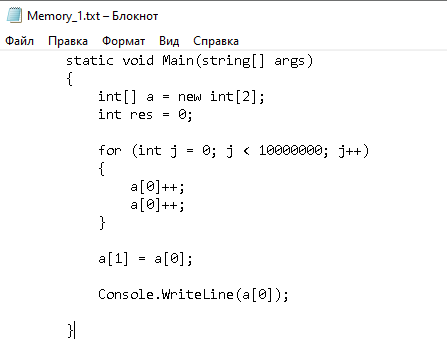 Memory_1.txt – Блокнот
Файл Правка Формат Вид Справка
static void Main(string[] args)
{
int[] a = new int[2];
int res = 0;
for (int j = 0; j < 10000000; j++)
{
a[0]++;
a[0]++;
}
a[1] = a[0];
Console.WriteLine(a[0]);
}